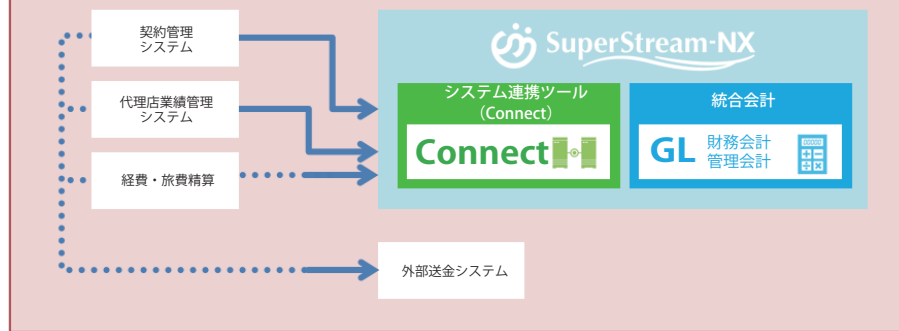 契約管理
システム
代理店業績管理
システム
経費・旅費精算
SuperStream-NX
システム連携ツール
（Connect）
Connect
統合会計
GL 財務会計
管理会計
外部送金システム